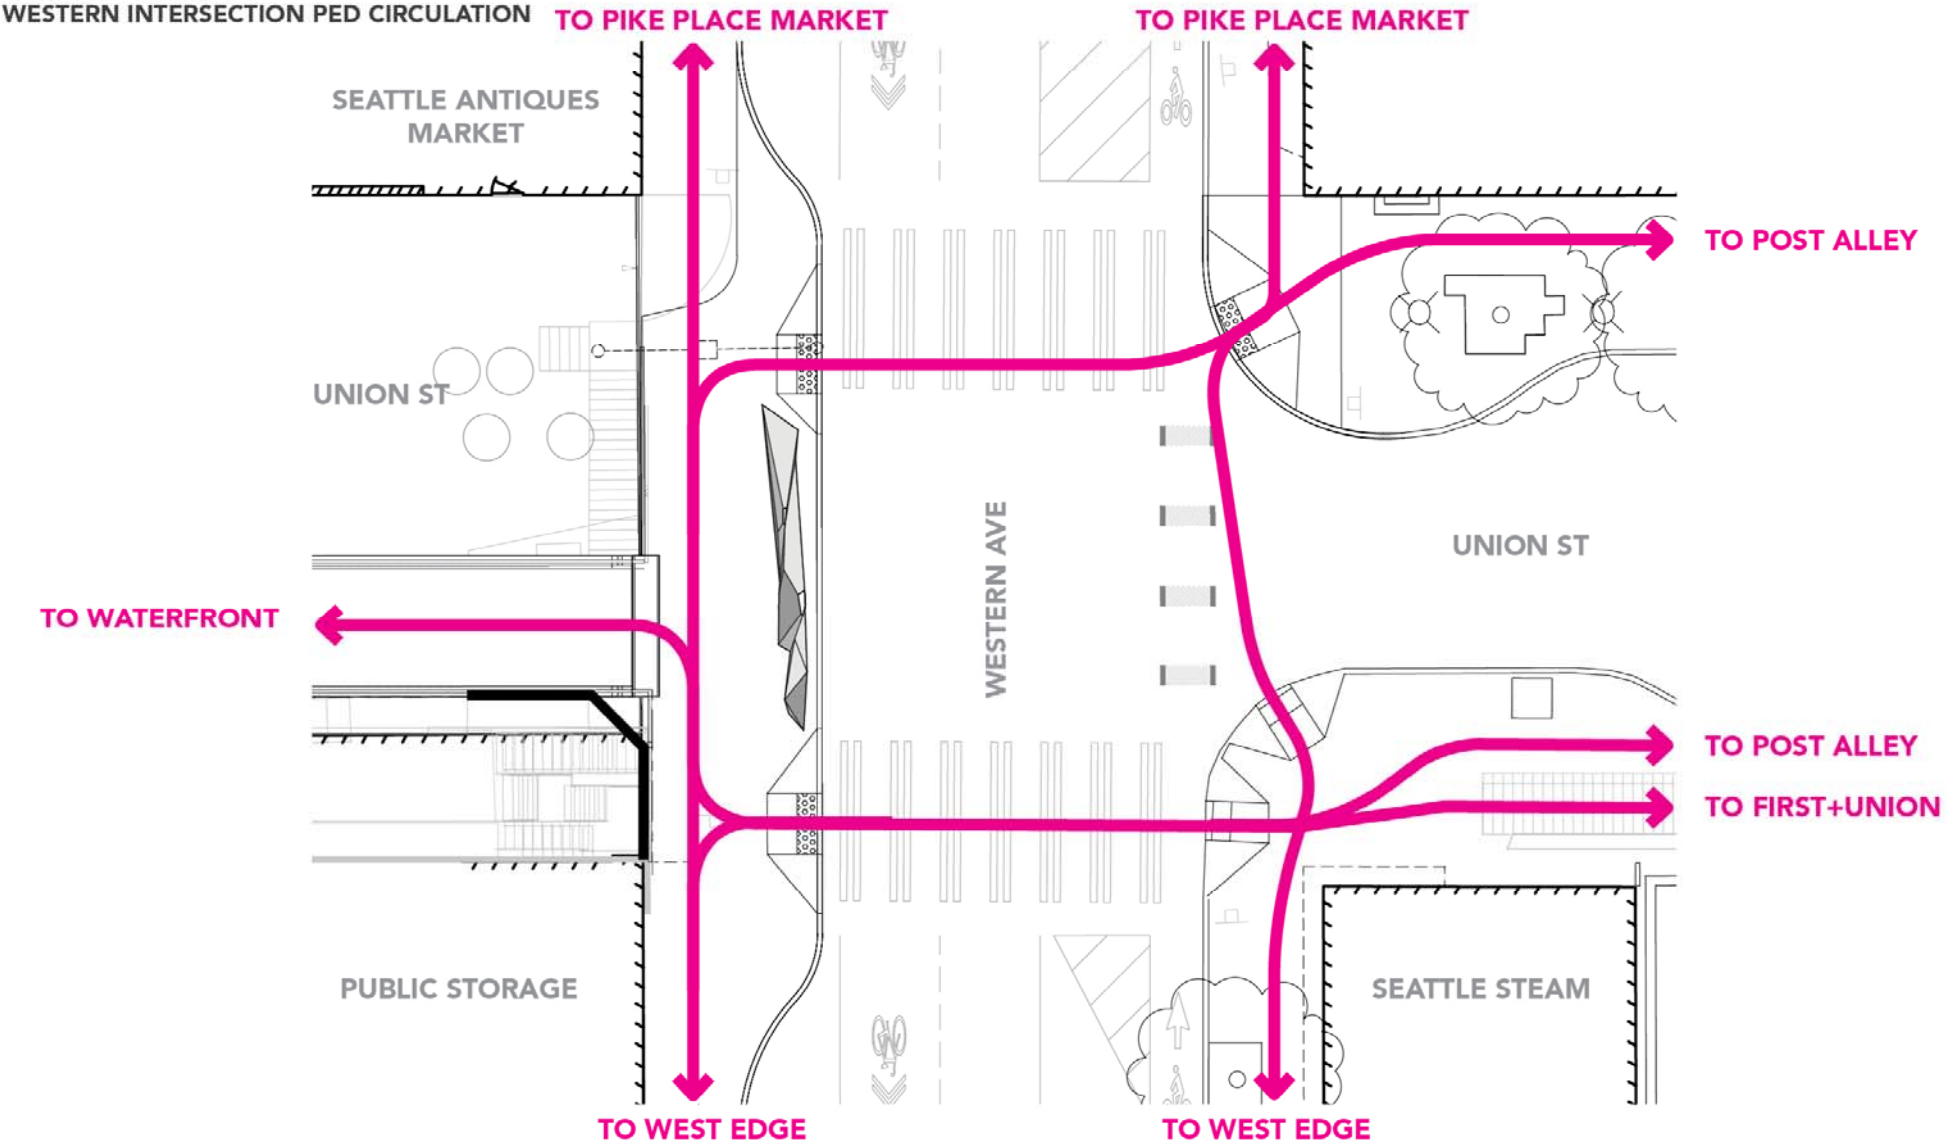 WESTERN INTERSECTION PED CIRCULATION
TO PIKE PLACE MARKET
TO PIKE PLACE MARKET
SEATTLE ANTIQUES
MARKET
TO POST ALLEY
UNION ST
WESTERN AVE
UNION ST
TO WATERFRONT
TO POST ALLEY
TO FIRST+UNION
PUBLIC STORAGE
SEATTLE STEAM
TO WEST EDGE
TO WEST EDGE